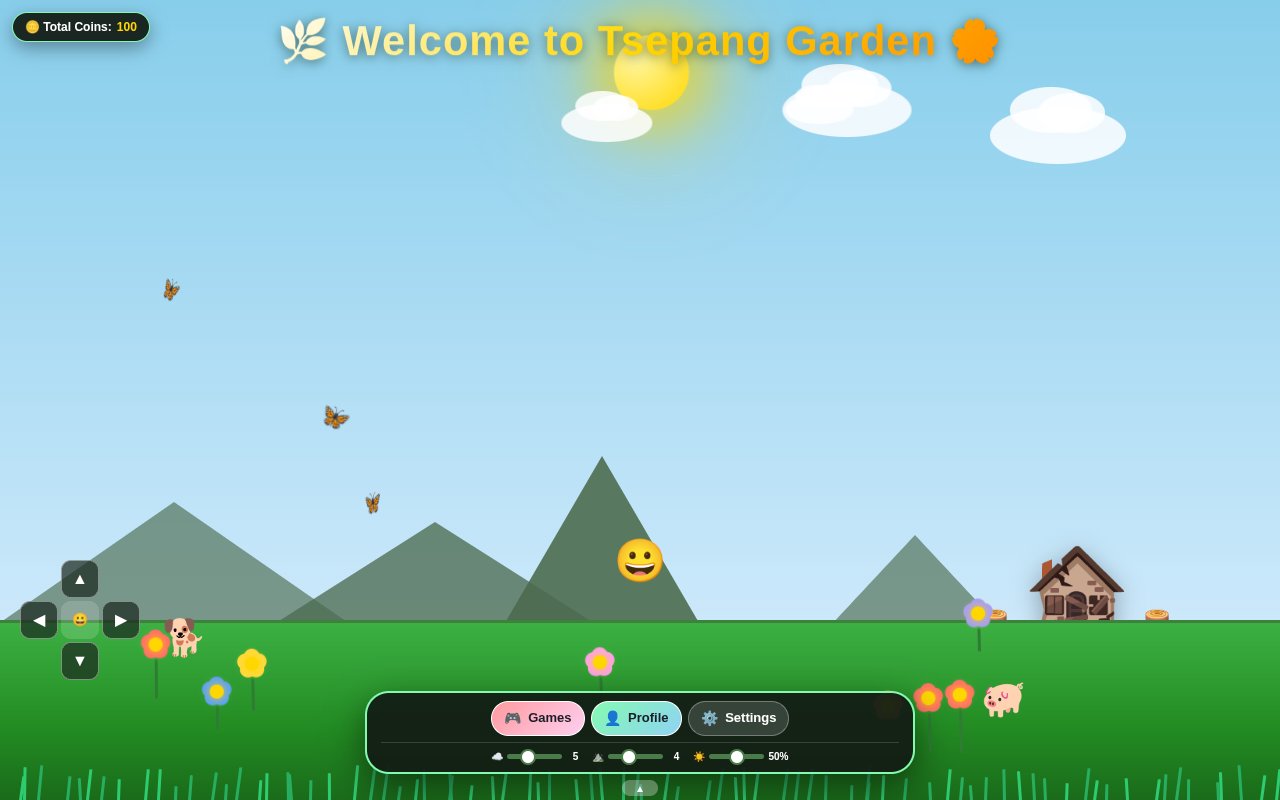 Total Coins: 100
Welcome to Tsepang Garden
Games
Profile
Settings
5
4
50%